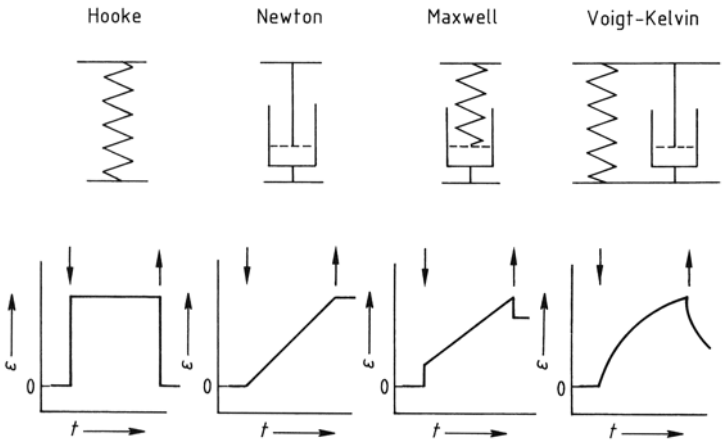 Hooke Newton Maxwell Voigt-Kelvin
ε ε ε ε
0 0 0 0
t t t t